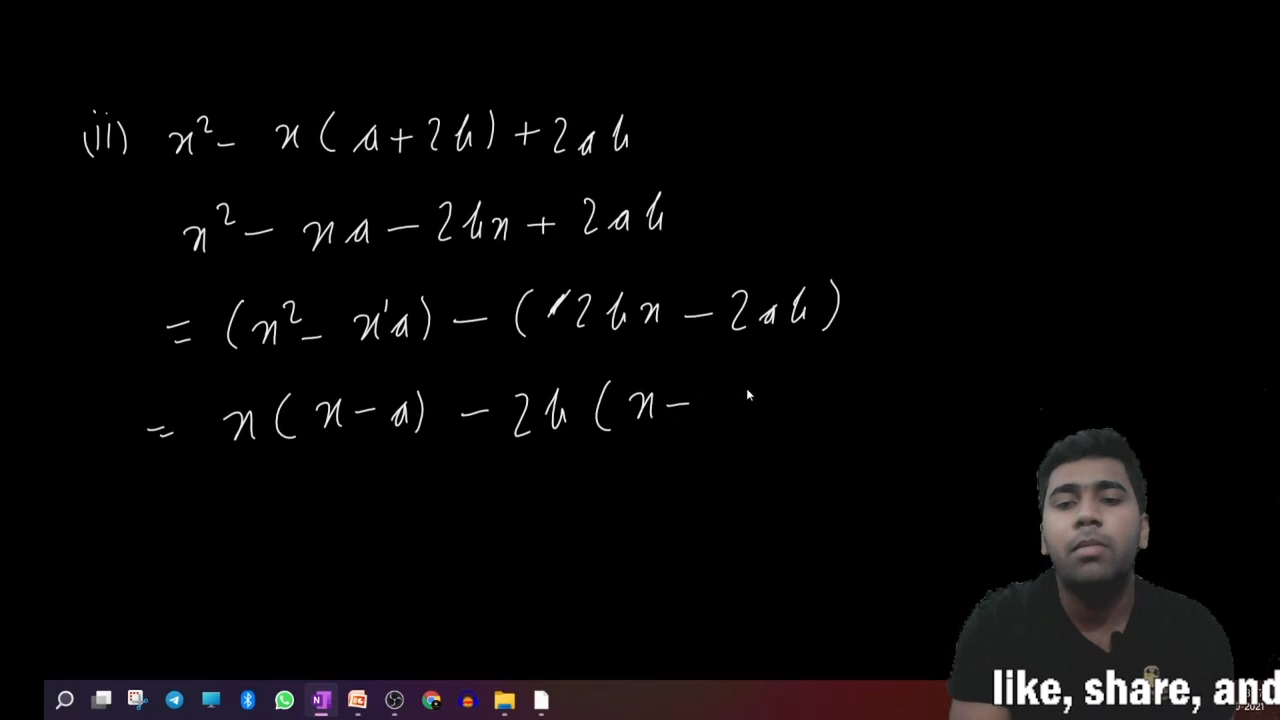 (ii) x² - x(a+2b)+2ab
x² - xa - 2bx + 2ab
= (x² - xa) - (2bx - 2ab)
= x(x-a) - 2b(x-
like, share, and